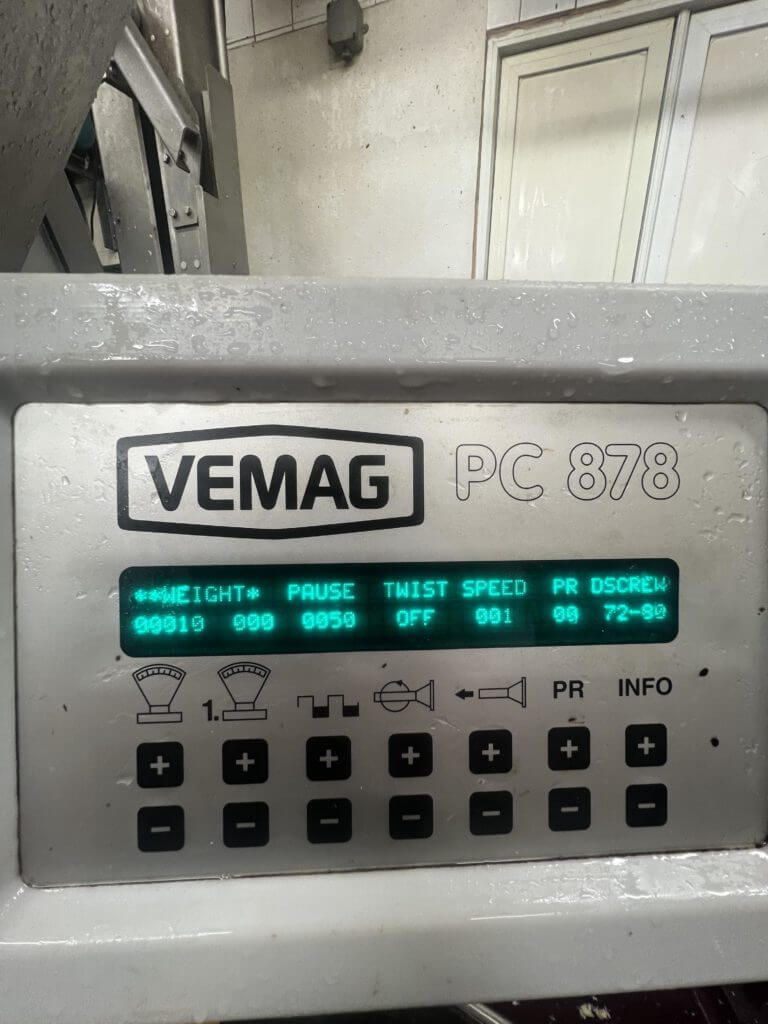 VEMAG PC 878
**WEIGHT* PAUSE TWIST SPEED PR DSCREW
00010 000 0050 OFF 001 00 72-80
1. PR INFO
+ + + + + + +
- - - - - - -